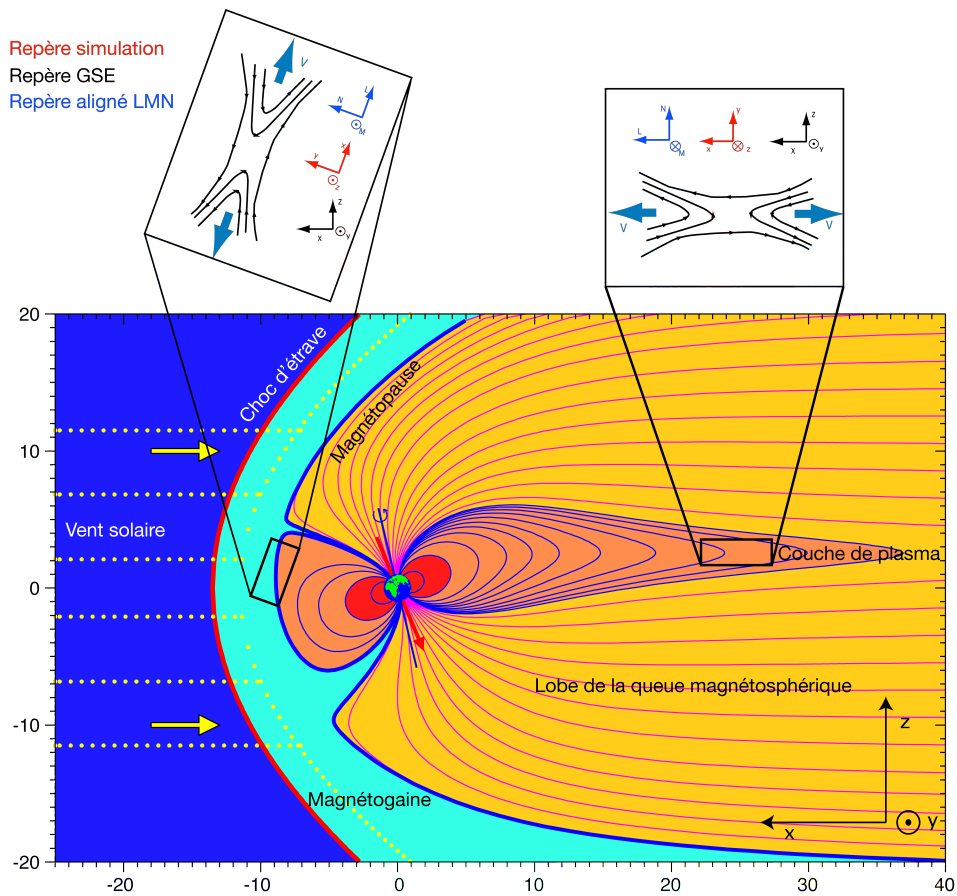 Repère simulation
Repère GSE
Repère aligné LMN
V
L
N
M
x
y
z
z
x
y
V
N
L
M
y
x
z
z
x
y
V
V
20
10
0
-10
-20
Choc d'étrave
Magnétopause
Vent solaire
Couche de plasma
Lobe de la queue magnétosphérique
Magnétogaine
z
x
y
-20
-10
0
10
20
30
40